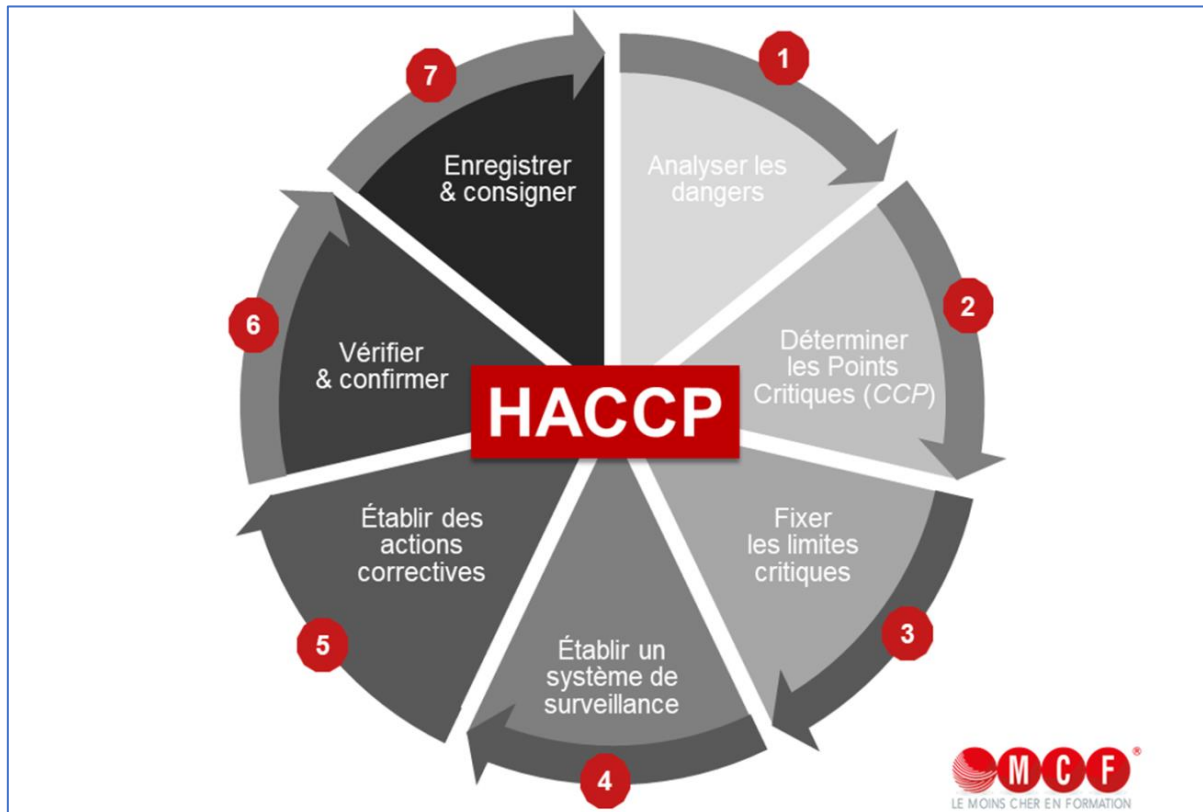 1
Analyser les
dangers
2
Déterminer
les Points
Critiques (CCP)
3
Fixer
les limites
critiques
4
Établir un
système de
surveillance
5
Établir des
actions
correctives
6
Vérifier
& confirmer
7
Enregistrer
& consigner
HACCP
MCF®
LE MOINS CHER EN FORMATION